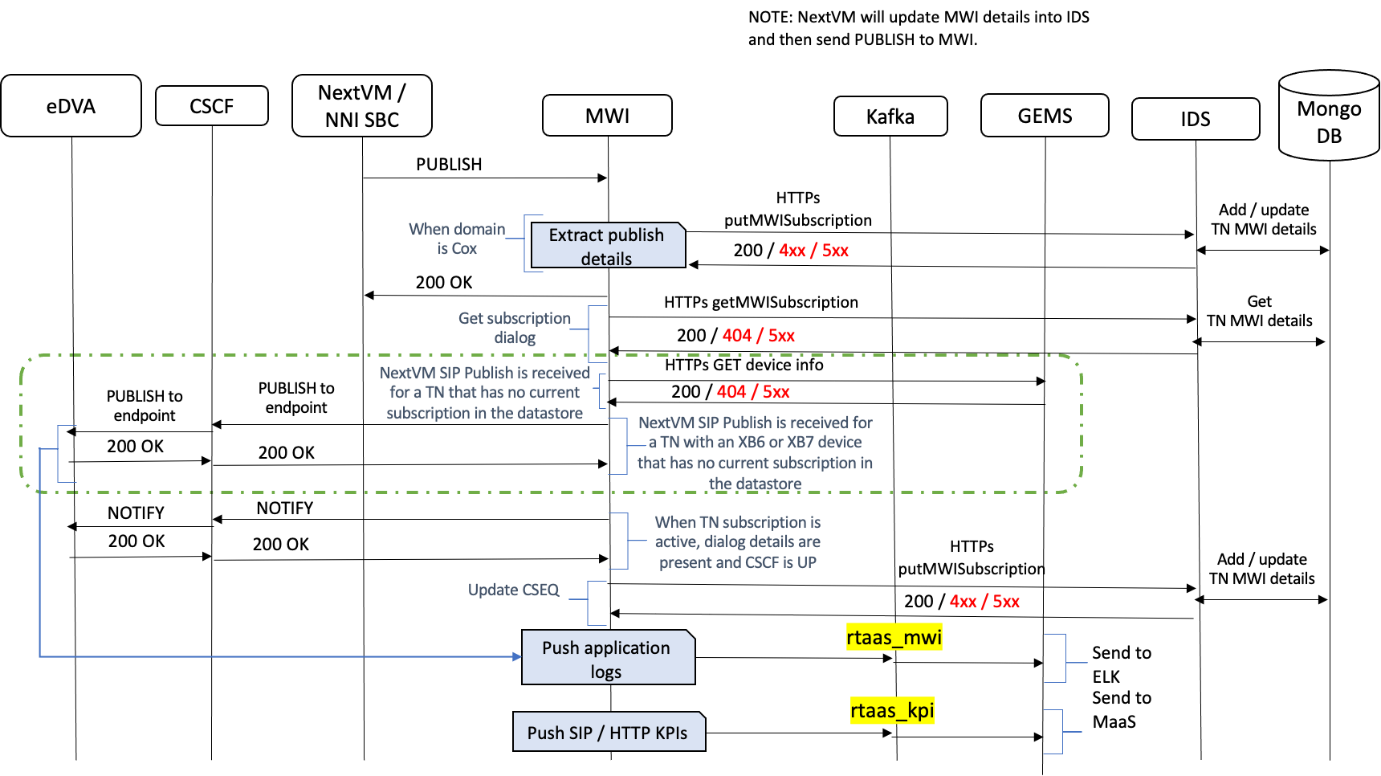 NOTE: NextVM will update MWI details into IDS
and then send PUBLISH to MWI.
eDVA
CSCF
NextVM /
NNI SBC
MWI
Kafka
GEMS
IDS
Mongo
DB
PUBLISH
HTTPs
putMWISubscription
Add / update
TN MWI details
When domain
is Cox
Extract publish
details
200 / 4xx / 5xx
200 OK
HTTPs getMWISubscription
Get
TN MWI details
Get subscription
dialog
200 / 404 / 5xx
HTTPs GET device info
NextVM SIP Publish is received
for a TN that has no current
subscription in the datastore
200 / 404 / 5xx
PUBLISH to
endpoint
PUBLISH to
endpoint
NextVM SIP Publish is received for
a TN with an XB6 or XB7 device
that has no current subscription in
the datastore
200 OK
200 OK
NOTIFY
NOTIFY
200 OK
200 OK
When TN subscription is
active, dialog details are
present and CSCF is UP
HTTPs
putMWISubscription
Add / update
TN MWI details
Update CSEQ
200 / 4xx / 5xx
Push application
logs
rtaas_mwi
Send to
ELK
Push SIP / HTTP KPIs
rtaas_kpi
Send to
MaaS